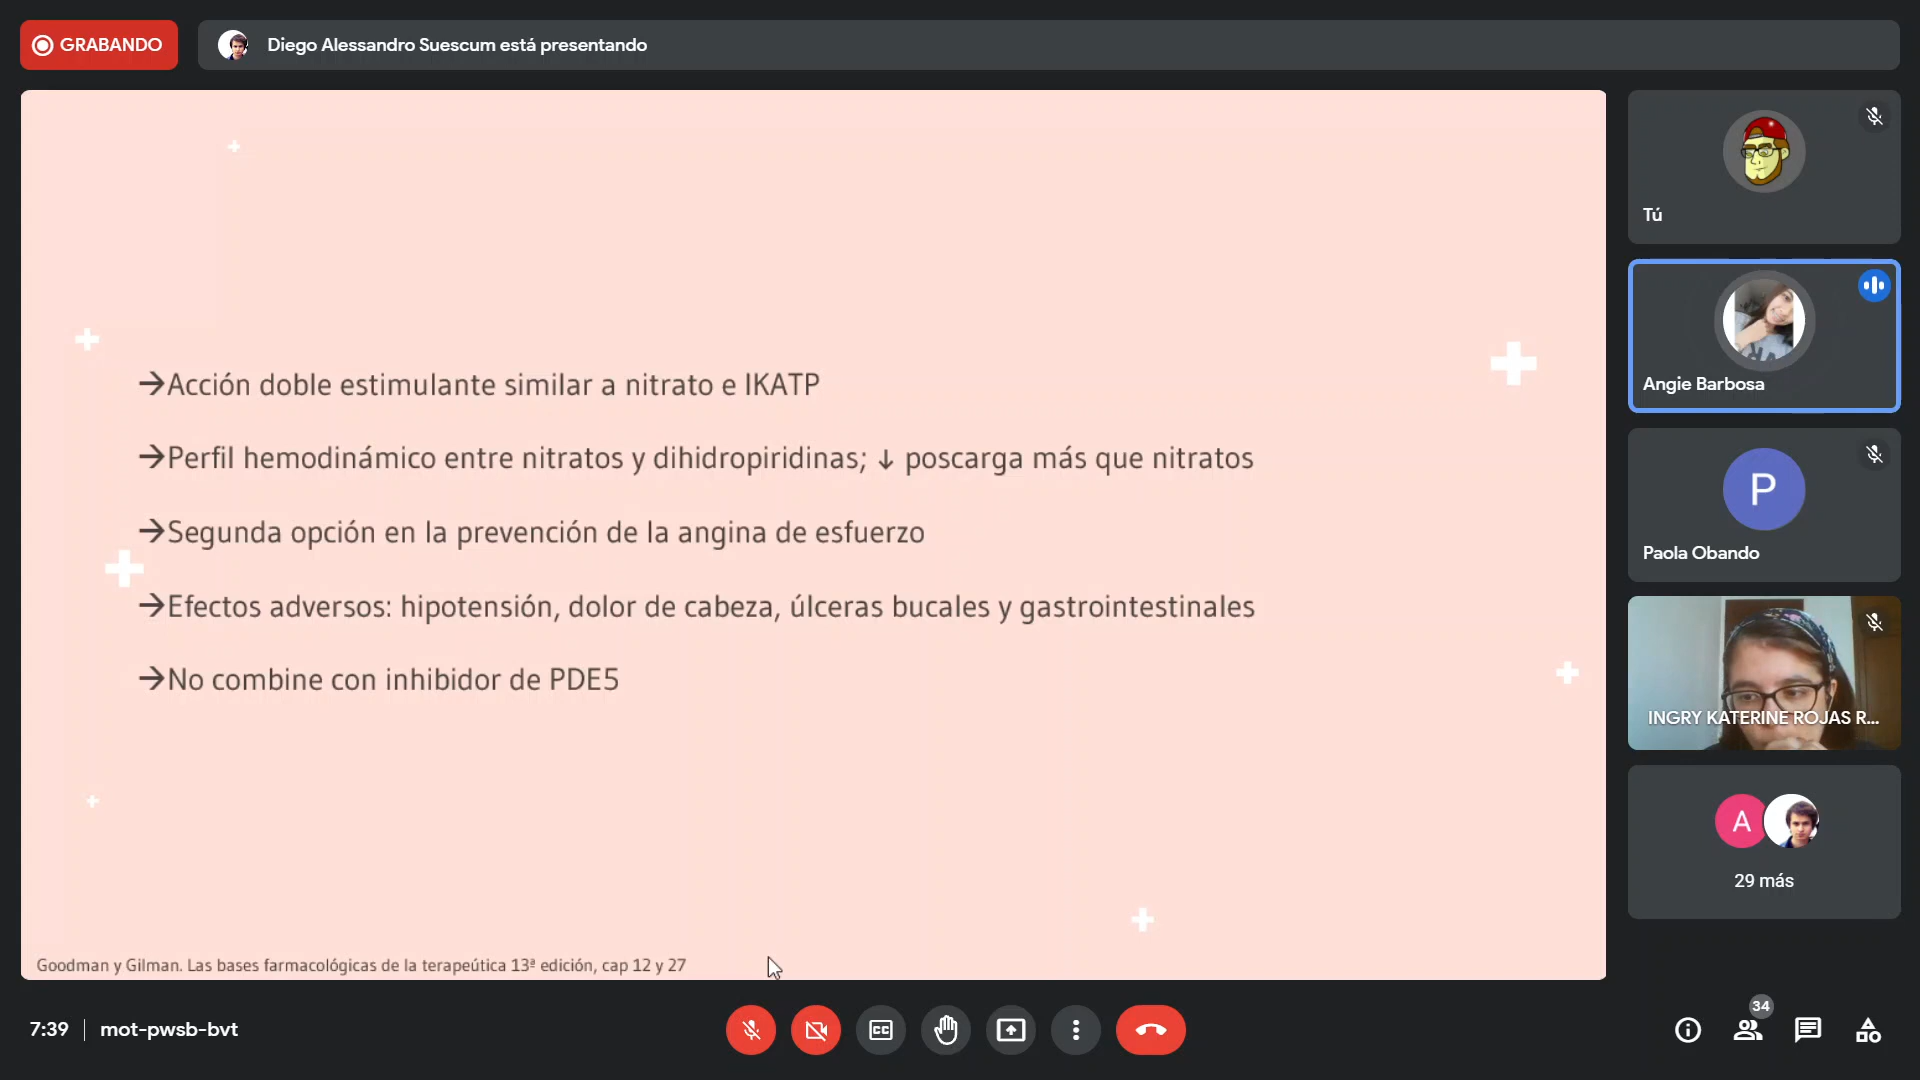 GRABANDO
Diego Alessandro Suescum está presentando
→Acción doble estimulante similar a nitrato e IKATP
→Perfil hemodinámico entre nitratos y dihidropiridinas; ↓ poscarga más que nitratos
→Segunda opción en la prevención de la angina de esfuerzo
→Efectos adversos: hipotensión, dolor de cabeza, úlceras bucales y gastrointestinales
→No combine con inhibidor de PDE5
Goodman y Gilman. Las bases farmacológicas de la terapeútica 13ª edición, cap 12 y 27
Tú
Angie Barbosa
P
Paola Obando
INGRY KATERINE ROJAS R...
A
29 más
7:39
mot-pwsb-bvt
CC
34